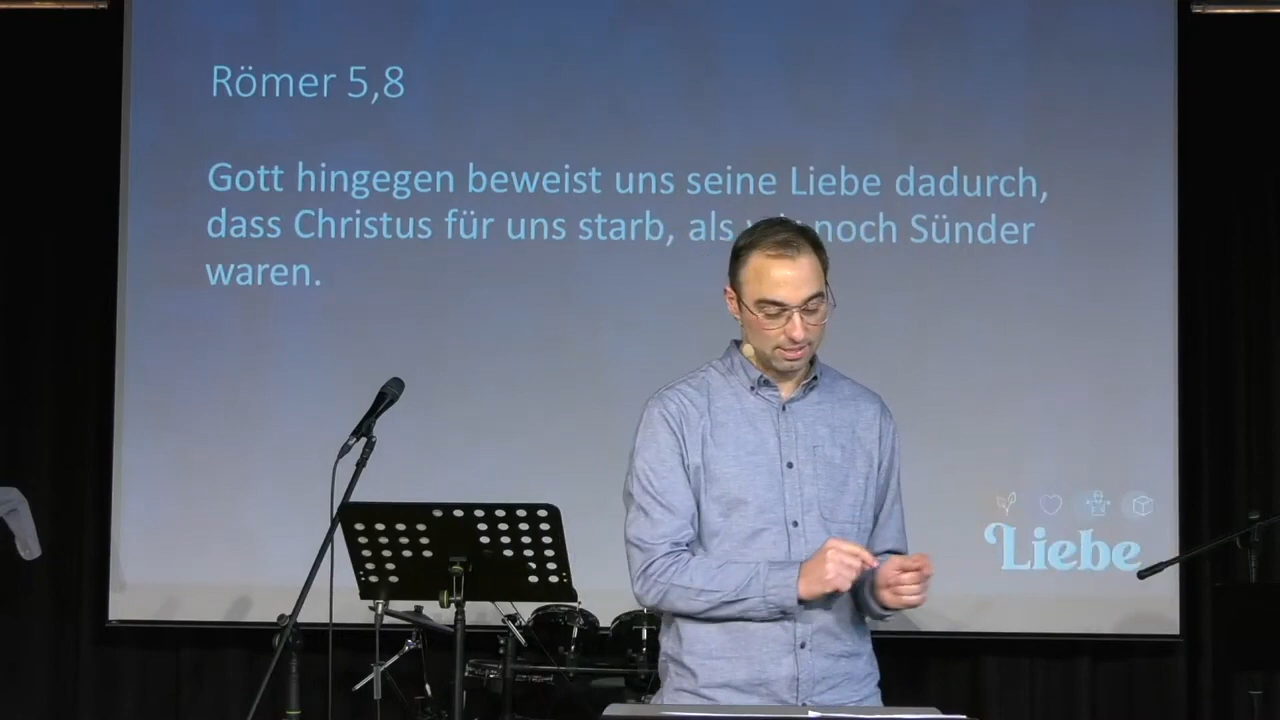 Römer 5,8
Gott hingegen beweist uns seine Liebe dadurch,
dass Christus für uns starb, als noch Sünder
waren.
Liebe